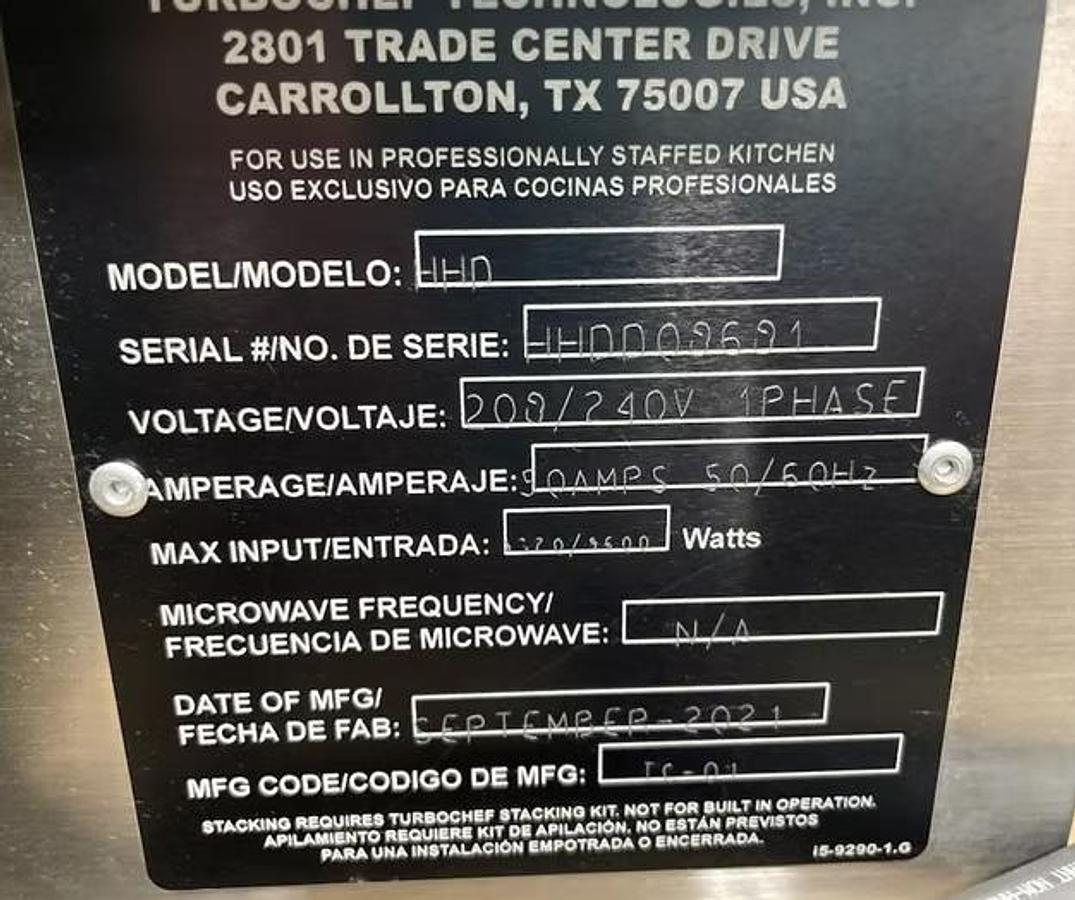 TURBOCHEF TECHNOLOGIES, INC.
2801 TRADE CENTER DRIVE
CARROLLTON, TX 75007 USA
FOR USE IN PROFESSIONALLY STAFFED KITCHEN
USO EXCLUSIVO PARA COCINAS PROFESIONALES
MODEL/MODELO: HHD
SERIAL #/NO. DE SERIE:
VOLTAGE/VOLTAJE: 208/240V 1PHASE
AMPERAGE/AMPERAJE: 50/60Hz
MAX INPUT/ENTRADA: Watts
MICROWAVE FREQUENCY/
FRECUENCIA DE MICROWAVE: N/A
DATE OF MFG/
FECHA DE FAB: SEPTEMBER-2021
MFG CODE/CODIGO DE MFG:
STACKING REQUIRES TURBOCHEF STACKING KIT. NOT FOR BUILT IN OPERATION.
APILAMIENTO REQUIERE KIT DE APILACIÓN. NO ESTÁN PREVISTOS
PARA UNA INSTALACIÓN EMPOTRADA O ENCERRADA.
i5-9290-1.G